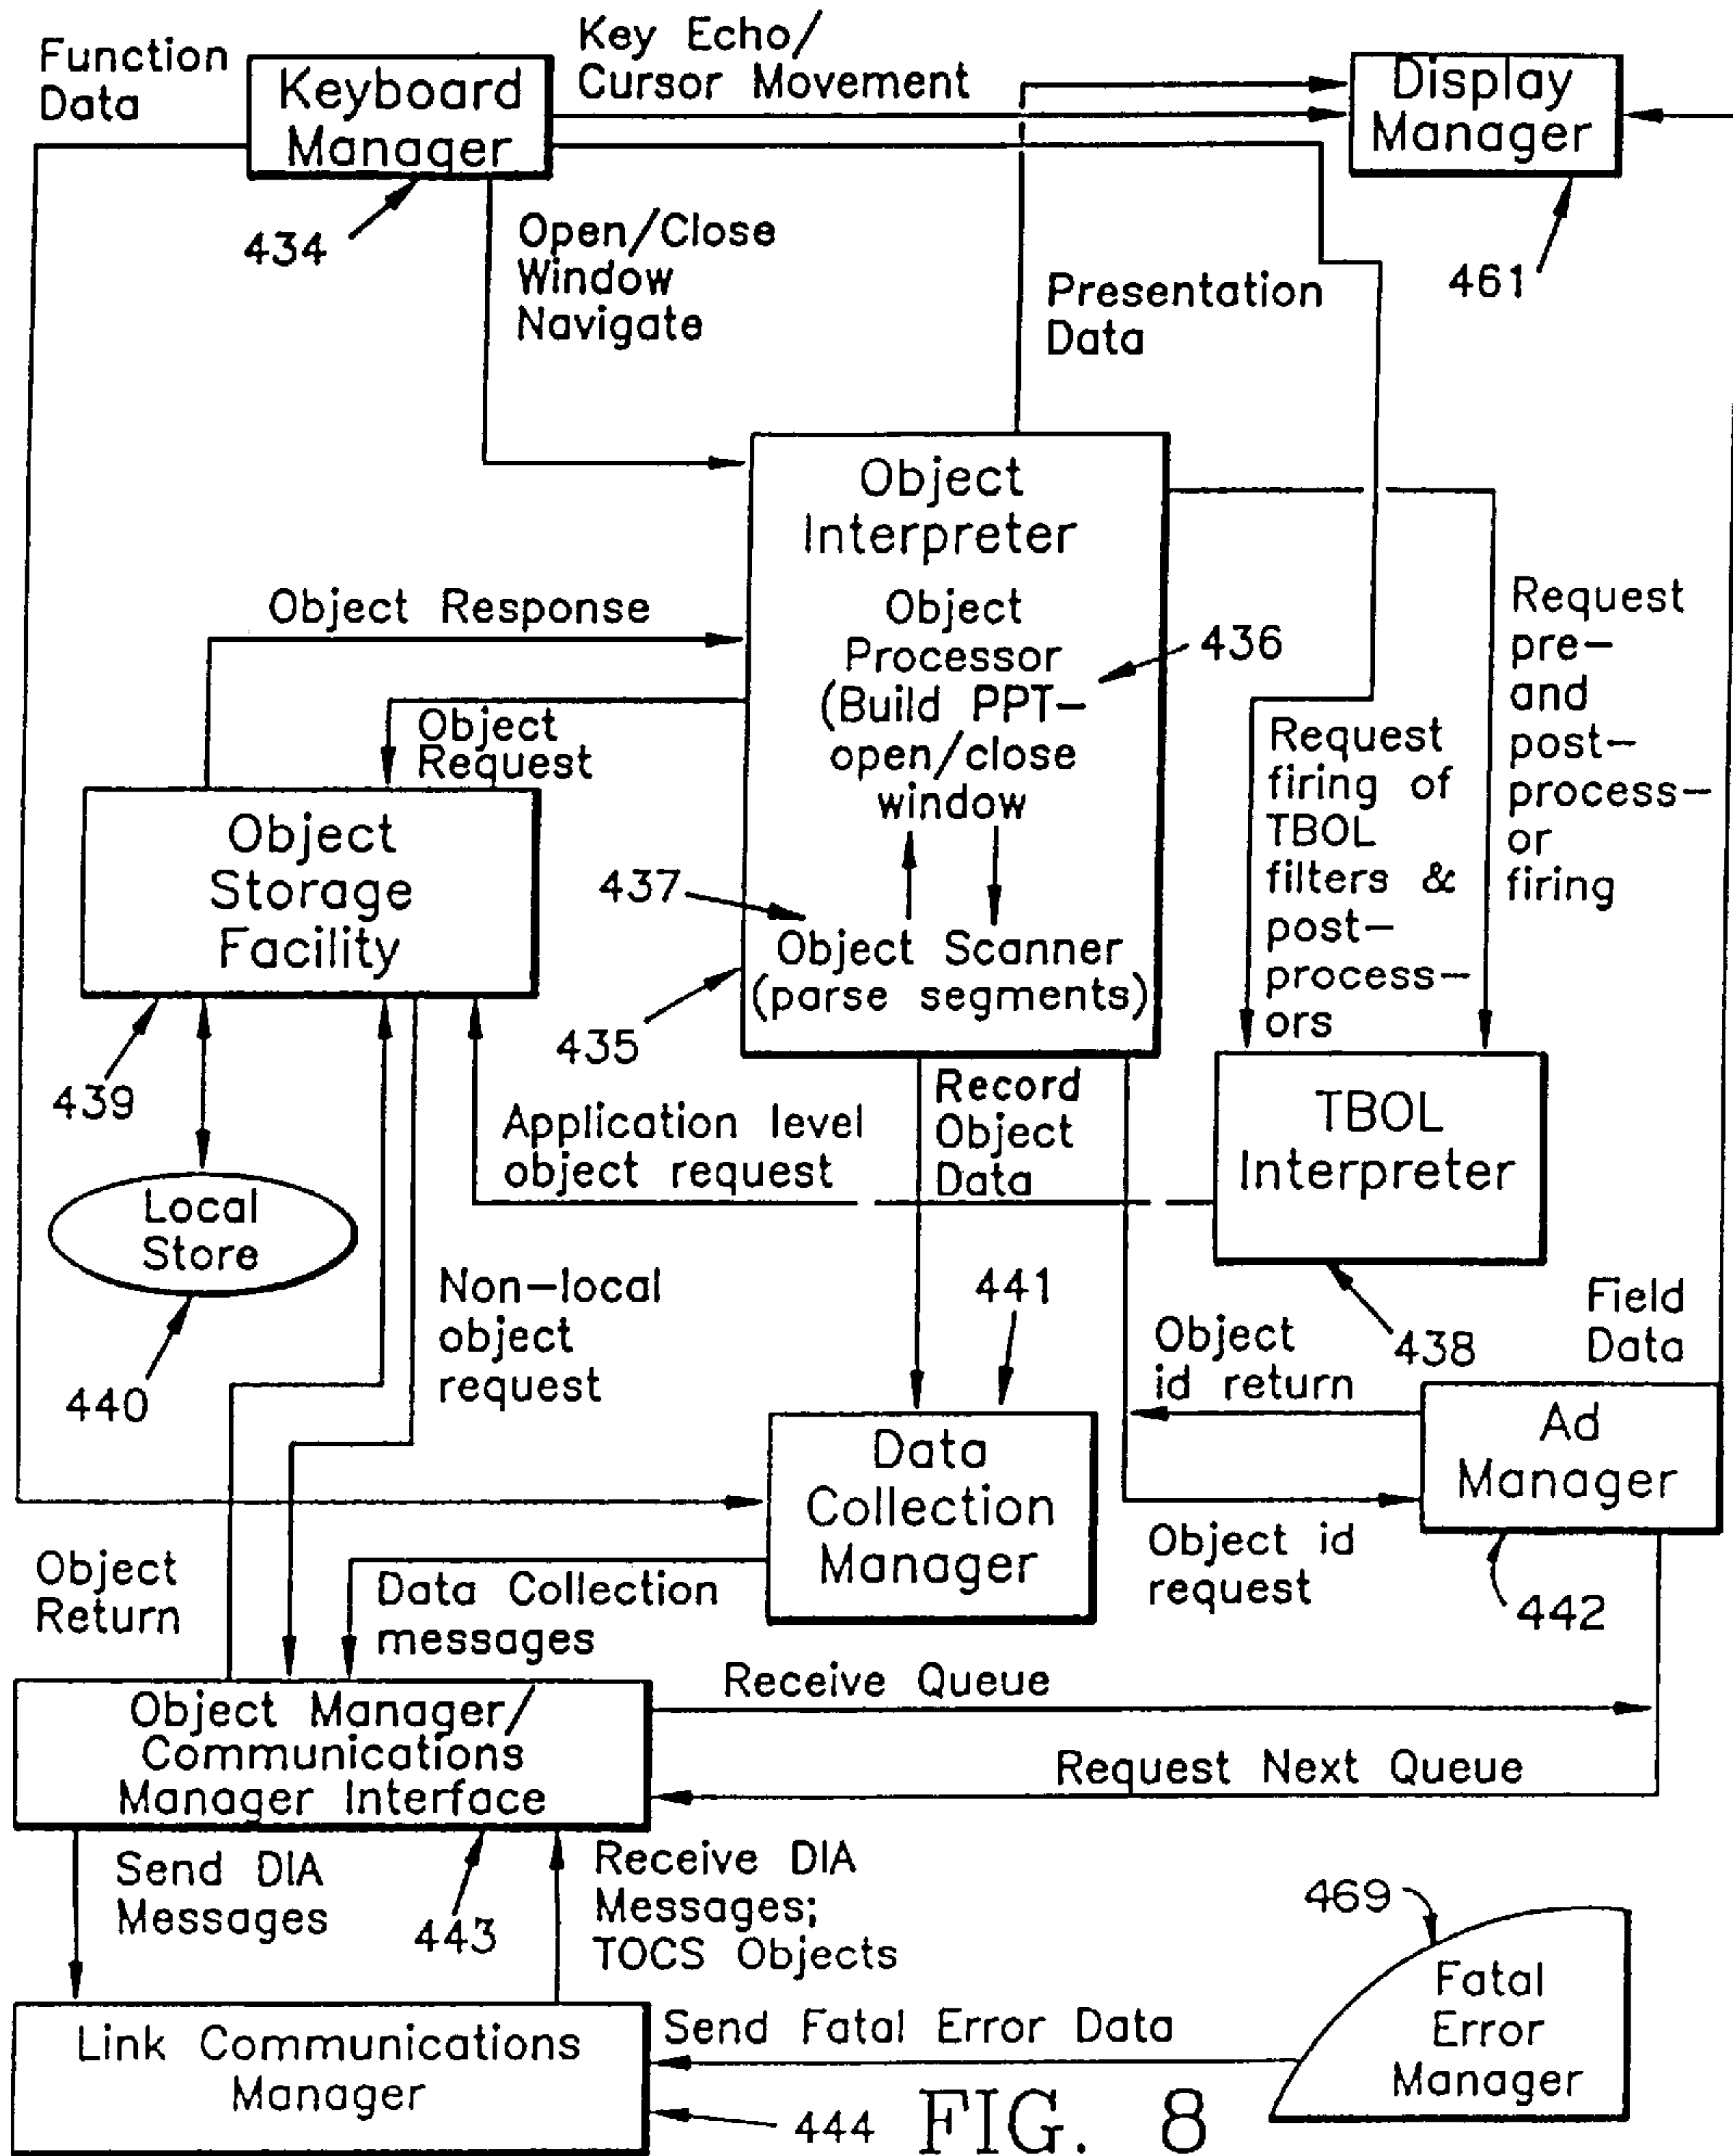 Function
Data
Keyboard
Manager
434
Key Echo/
Cursor Movement
Display
Manager
461
Open/Close
Window
Navigate
Presentation
Data
Object
Interpreter
Object
Processor
(Build PPT-
open/close
window
436
Object Scanner
(parse segments)
437
435
Object Response
Object
Request
Object
Storage
Facility
439
Request
firing of
TBOL
filters &
post-
process-
ors
Request
pre-
and
post-
process-
or
firing
Local
Store
440
Application level
object request
Record
Object
Data
TBOL
Interpreter
438
Non-local
object
request
441
Object
id return
Field
Data
Data
Collection
Manager
Ad
Manager
442
Object id
request
Object
Return
Data Collection
messages
Receive Queue
Object Manager/
Communications
Manager Interface
443
Request Next Queue
Send DIA
Messages
Receive DIA
Messages;
TOCS Objects
469
Fatal
Error
Manager
Send Fatal Error Data
Link Communications
Manager
444
FIG. 8